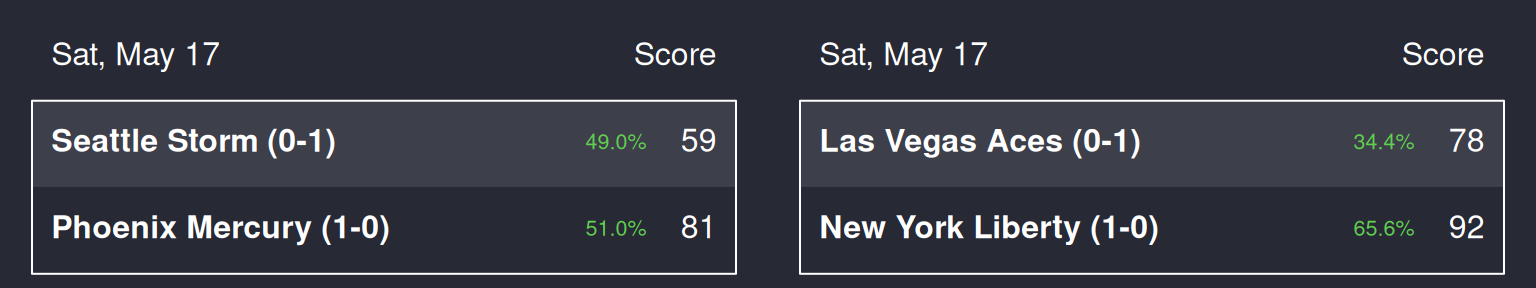 Sat, May 17 Score
Seattle Storm (0-1) 49.0% 59
Phoenix Mercury (1-0) 51.0% 81
Sat, May 17 Score
Las Vegas Aces (0-1) 34.4% 78
New York Liberty (1-0) 65.6% 92